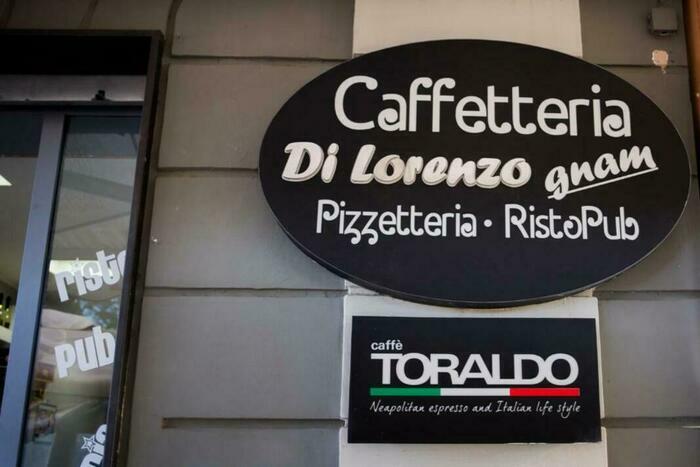 Caffetteria
Di Lorenzo gnam
Pizzetteria · RistoPub
caffè
TORALDO
Neapolitan espresso and Italian life style
risto
pub